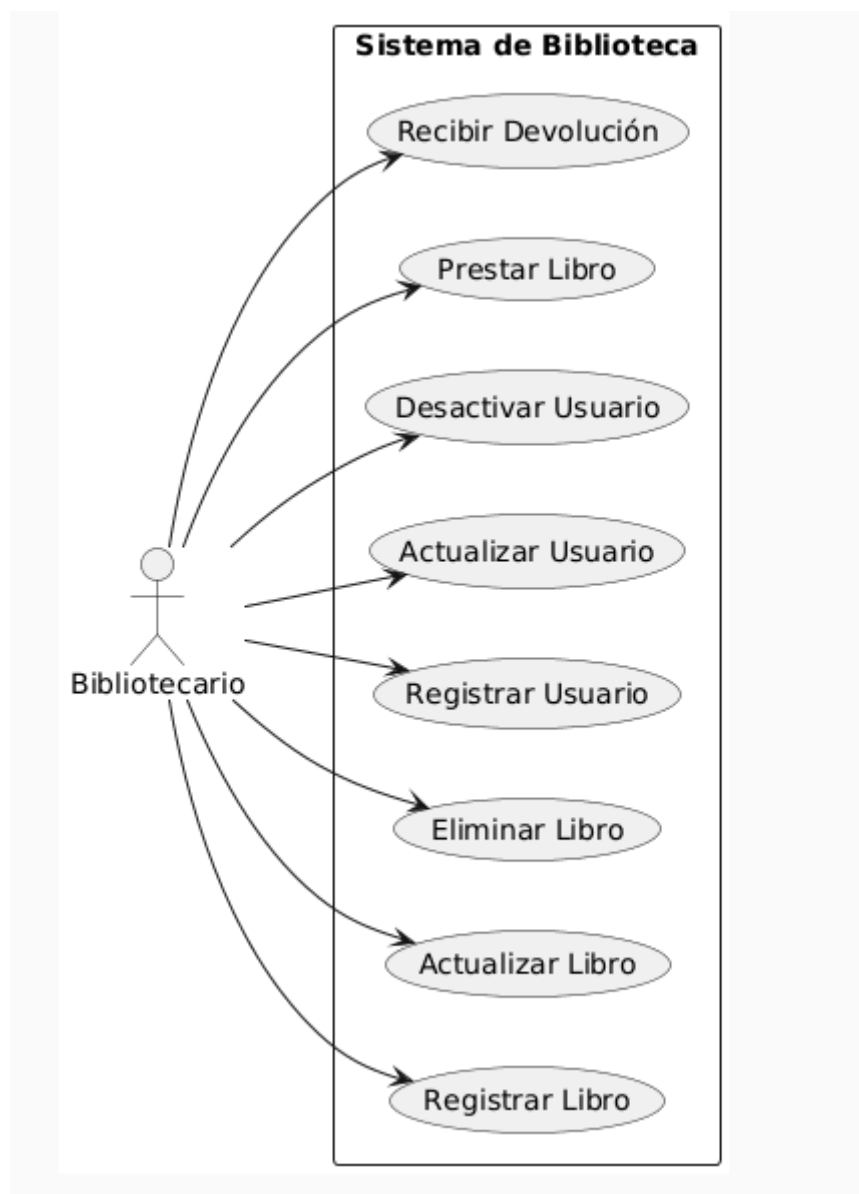 Sistema de Biblioteca
Recibir Devolución
Prestar Libro
Desactivar Usuario
Actualizar Usuario
Bibliotecario
Registrar Usuario
Eliminar Libro
Actualizar Libro
Registrar Libro